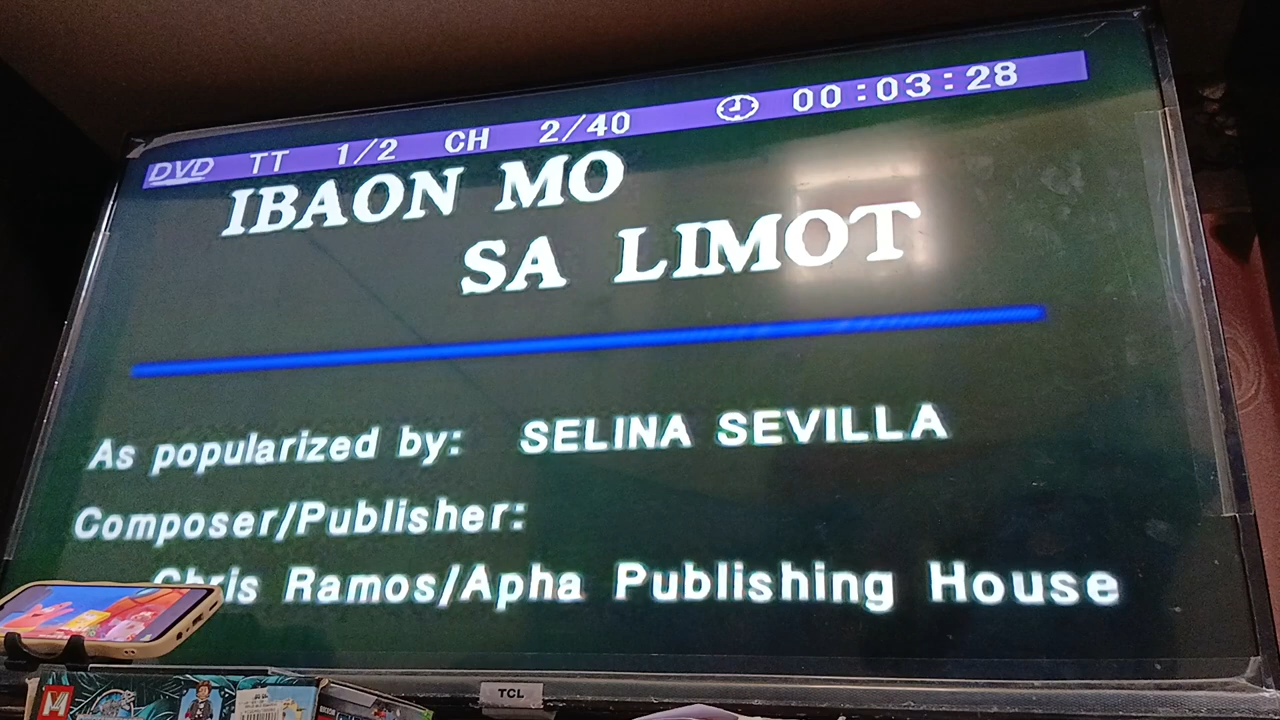 DVD TT 1/2 CH 2/40 00:03:28
IBAON MO
SA LIMOT
As popularized by: SELINA SEVILLA
Composer/Publisher:
Chris Ramos/Apha Publishing House
TCL